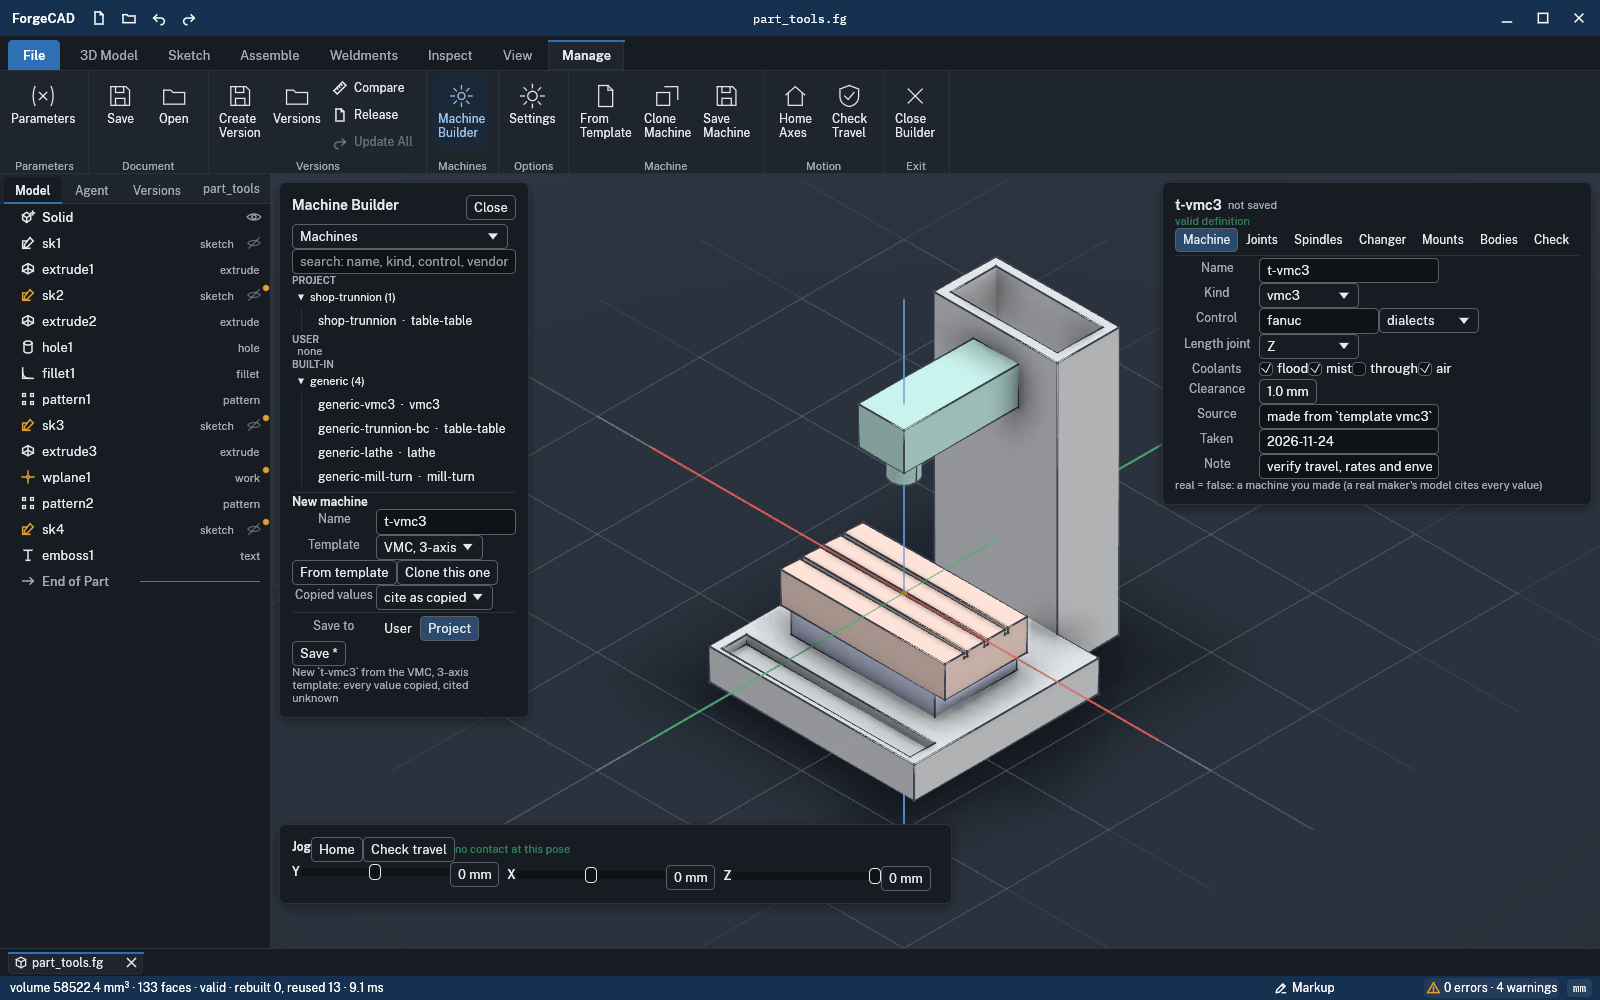 ForgeCAD
part_tools.fg
File 3D Model Sketch Assemble Weldments Inspect View Manage
Parameters
Save
Open
Create Version
Versions
Compare
Release
Update All
Machine Builder
Settings
From Template
Clone Machine
Save Machine
Home Axes
Check Travel
Close Builder
Parameters Document Versions Machines Options Machine Motion Exit
Model Agent Versions part_tools
Solid
sk1 sketch
extrude1 extrude
sk2 sketch
extrude2 extrude
hole1 hole
fillet1 fillet
pattern1 pattern
sk3 sketch
extrude3 extrude
wplane1 work
pattern2 pattern
sk4 sketch
emboss1 text
End of Part
Machine Builder Close
Machines
search: name, kind, control, vendor
PROJECT
shop-trunnion (1)
shop-trunnion · table-table
USER
none
BUILT-IN
generic (4)
generic-vmc3 · vmc3
generic-trunnion-bc · table-table
generic-lathe · lathe
generic-mill-turn · mill-turn
New machine
Name t-vmc3
Template VMC, 3-axis
From template Clone this one
Copied values cite as copied
Save to User Project
Save *
New `t-vmc3` from the VMC, 3-axis
template: every value copied, cited
unknown
t-vmc3 not saved
valid definition
Machine Joints Spindles Changer Mounts Bodies Check
Name t-vmc3
Kind vmc3
Control fanuc dialects
Length joint Z
Coolants flood mist through air
Clearance 1.0 mm
Source made from `template vmc3`
Taken 2026-11-24
Note verify travel, rates and enve
real = false: a machine you made (a real maker's model cites every value)
Jog Home Check travel no contact at this pose
Y 0 mm X 0 mm Z 0 mm
part_tools.fg
volume 58522.4 mm³ · 133 faces · valid · rebuilt 0, reused 13 · 9.1 ms
Markup
0 errors · 4 warnings
mm